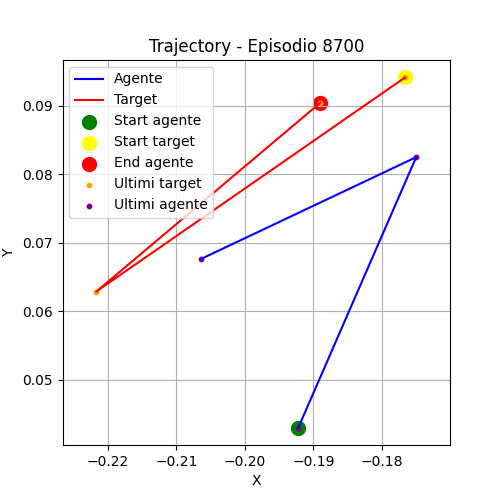 Trajectory - Episodio 8700
Agente
Target
Start agente
Start target
End agente
Ultimi target
Ultimi agente
0.09
0.08
0.07
0.06
0.05
Y
−0.22 −0.21 −0.20 −0.19 −0.18
X